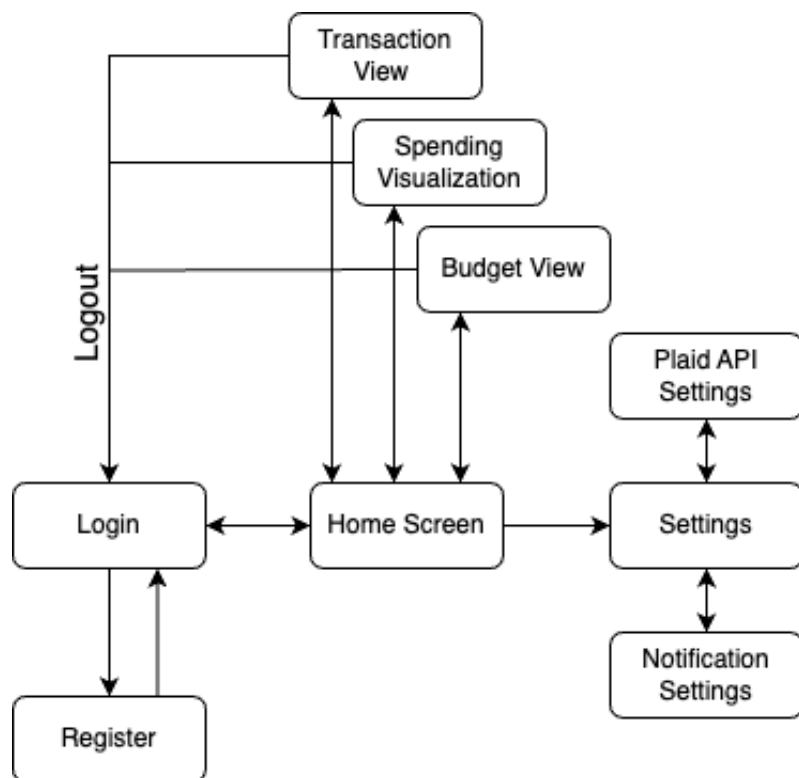 Transaction
View
Spending
Visualization
Budget View
Logout
Plaid API
Settings
Login
Home Screen
Settings
Notification
Settings
Register